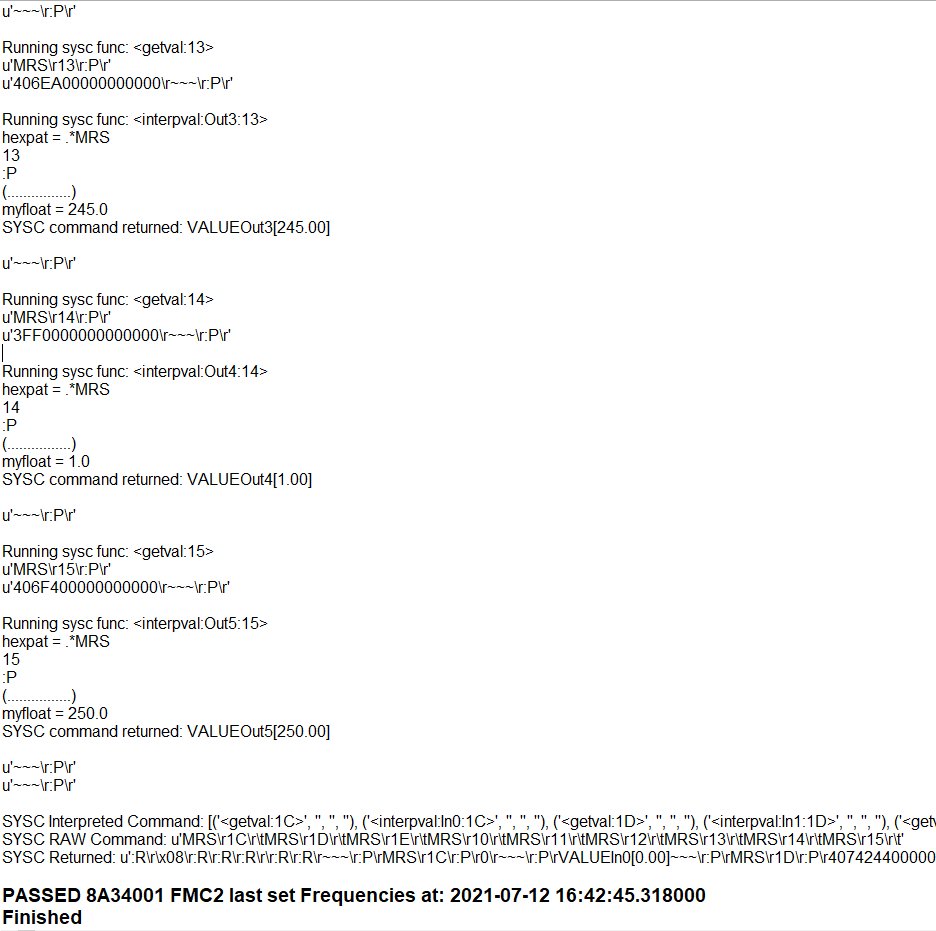 u'~~~\r:P\r'
Running sysc func: <getval:13>
u'MRS\r13\r:P\r'
u'406EA00000000000\r~~~\r:P\r'
Running sysc func: <interpval:Out3:13>
hexpat = .*MRS
13
:P
(................)
myfloat = 245.0
SYSC command returned: VALUEOut3[245.00]
u'~~~\r:P\r'
Running sysc func: <getval:14>
u'MRS\r14\r:P\r'
u'3FF0000000000000\r~~~\r:P\r'
Running sysc func: <interpval:Out4:14>
hexpat = .*MRS
14
:P
(................)
myfloat = 1.0
SYSC command returned: VALUEOut4[1.00]
u'~~~\r:P\r'
Running sysc func: <getval:15>
u'MRS\r15\r:P\r'
u'406F400000000000\r~~~\r:P\r'
Running sysc func: <interpval:Out5:15>
hexpat = .*MRS
15
:P
(................)
myfloat = 250.0
SYSC command returned: VALUEOut5[250.00]
u'~~~\r:P\r'
u'~~~\r:P\r'
SYSC Interpreted Command: [('<getval:1C>', '', '', ''), ('<interpval:In0:1C>', '', '', ''), ('<getval:1D>', '', '', ''), ('<interpval:In1:1D>', '', '', ''), ('<getv
SYSC RAW Command: u'MRS\r1C\r\tMRS\r1D\r\tMRS\r1E\r\tMRS\r10\r\tMRS\r11\r\tMRS\r12\r\tMRS\r13\r\tMRS\r14\r\tMRS\r15\r\t'
SYSC Returned: u':R\r\x08\r:R\r:R\r:R\r\r:R\r:R\r~~~\r:P\rMRS\r1C\r:P\r0\r~~~\r:P\rVALUEIn0[0.00]~~~\r:P\rMRS\r1D\r:P\r407424400000
PASSED 8A34001 FMC2 last set Frequencies at: 2021-07-12 16:42:45.318000
Finished